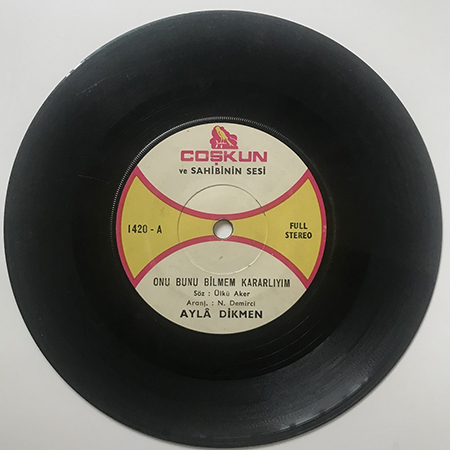 COŞKUN
ve SAHİBİNİN SESİ
1420 - A
FULL
STEREO
ONU BUNU BİLMEM KARARLIYIM
Söz : Ülkü Aker
Aranj. : N. Demirci
AYLÂ DİKMEN